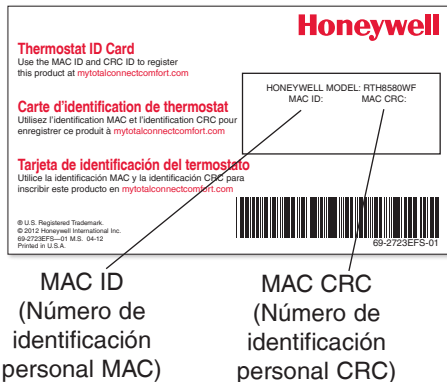 Honeywell
Thermostat ID Card
Use the MAC ID and CRC ID to register
this product at mytotalconnectcomfort.com
HONEYWELL MODEL: RTH8580WF
MAC ID: MAC CRC:
Carte d'identification de thermostat
Utilisez l'identification MAC et l'identification CRC pour
enregistrer ce produit à mytotalconnectcomfort.com
Tarjeta de identificación del termostato
Utilice la identificación MAC y la identificación CRC para
inscribir este producto en mytotalconnectcomfort.com
® U.S. Registered Trademark.
© 2012 Honeywell International Inc.
69-2723EFS—01 M.S. 04-12
Printed in U.S.A.
69-2723EFS-01
MAC ID
(Número de
identificación
personal MAC)
MAC CRC
(Número de
identificación
personal CRC)